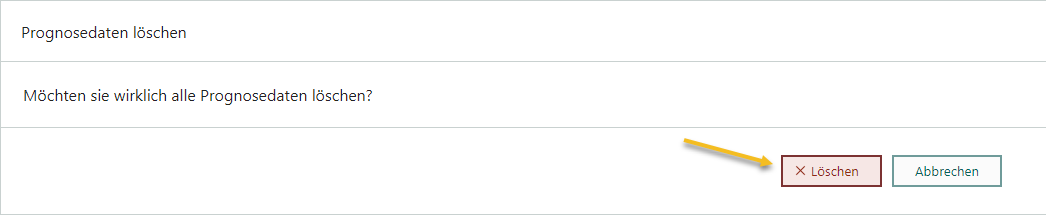 Prognosedaten löschen
Möchten sie wirklich alle Prognosedaten löschen?
Löschen Abbrechen